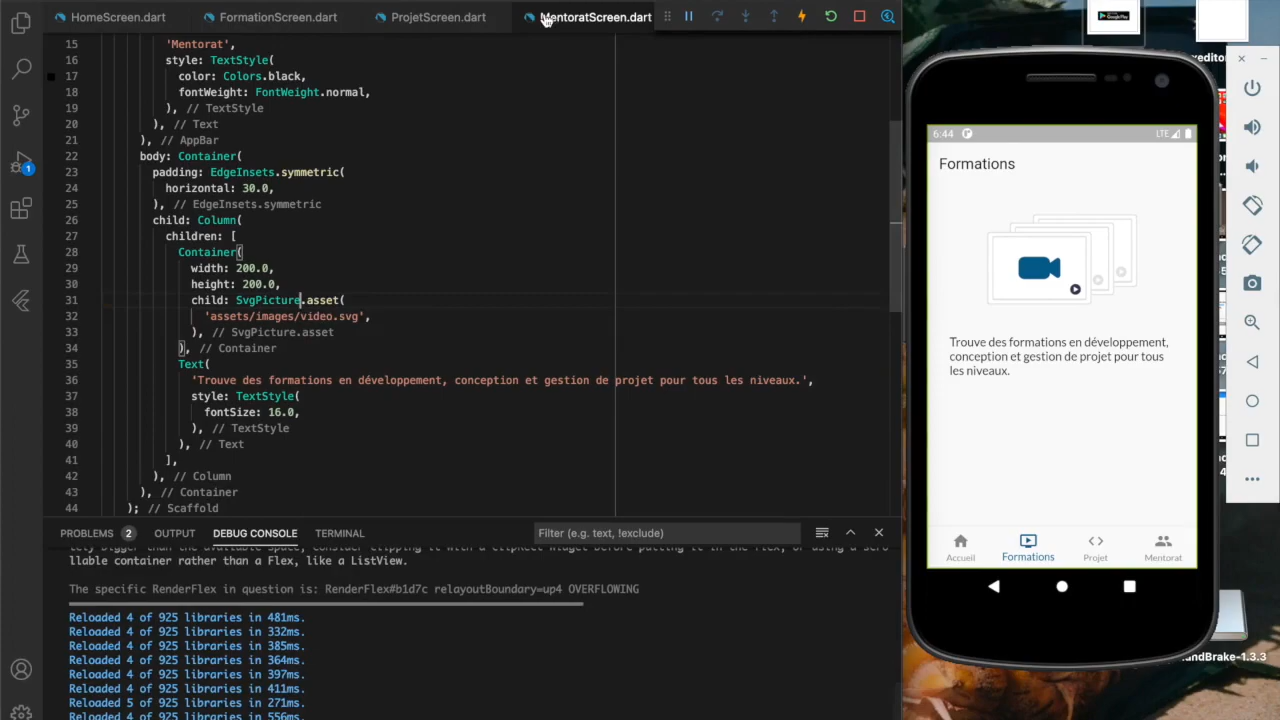 HomeScreen.dart
FormationScreen.dart
ProjetScreen.dart
MentoratScreen.dart
15 'Mentorat',
16 style: TextStyle(
17 color: Colors.black,
18 fontWeight: FontWeight.normal,
19 ), // TextStyle
20 ), // Text
21 ), // AppBar
22 body: Container(
23 padding: EdgeInsets.symmetric(
24 horizontal: 30.0,
25 ), // EdgeInsets.symmetric
26 child: Column(
27 children: [
28 Container(
29 width: 200.0,
30 height: 200.0,
31 child: SvgPicture.asset(
32 'assets/images/video.svg',
33 ), // SvgPicture.asset
34 ), // Container
35 Text(
36 'Trouve des formations en développement, conception et gestion de projet pour tous les niveaux.',
37 style: TextStyle(
38 fontSize: 16.0,
39 ), // TextStyle
40 ), // Text
41 ],
42 ), // Column
43 ), // Container
44 ); // Scaffold
1
PROBLEMS 2 OUTPUT DEBUG CONSOLE TERMINAL Filter (e.g. text, !exclude)
llable container rather than a Flex, like a ListView.
The specific RenderFlex in question is: RenderFlex#b1d7c relayoutBoundary=up4 OVERFLOWING
Reloaded 4 of 925 libraries in 481ms.
Reloaded 4 of 925 libraries in 332ms.
Reloaded 4 of 925 libraries in 385ms.
Reloaded 4 of 925 libraries in 364ms.
Reloaded 4 of 925 libraries in 397ms.
Reloaded 4 of 925 libraries in 411ms.
Reloaded 5 of 925 libraries in 271ms.
Reloaded 4 of 925 libraries in 556ms.
6:44 LTE
Formations
Trouve des formations en développement,
conception et gestion de projet pour tous
les niveaux.
Accueil Formations Projet Mentorat
Google Play